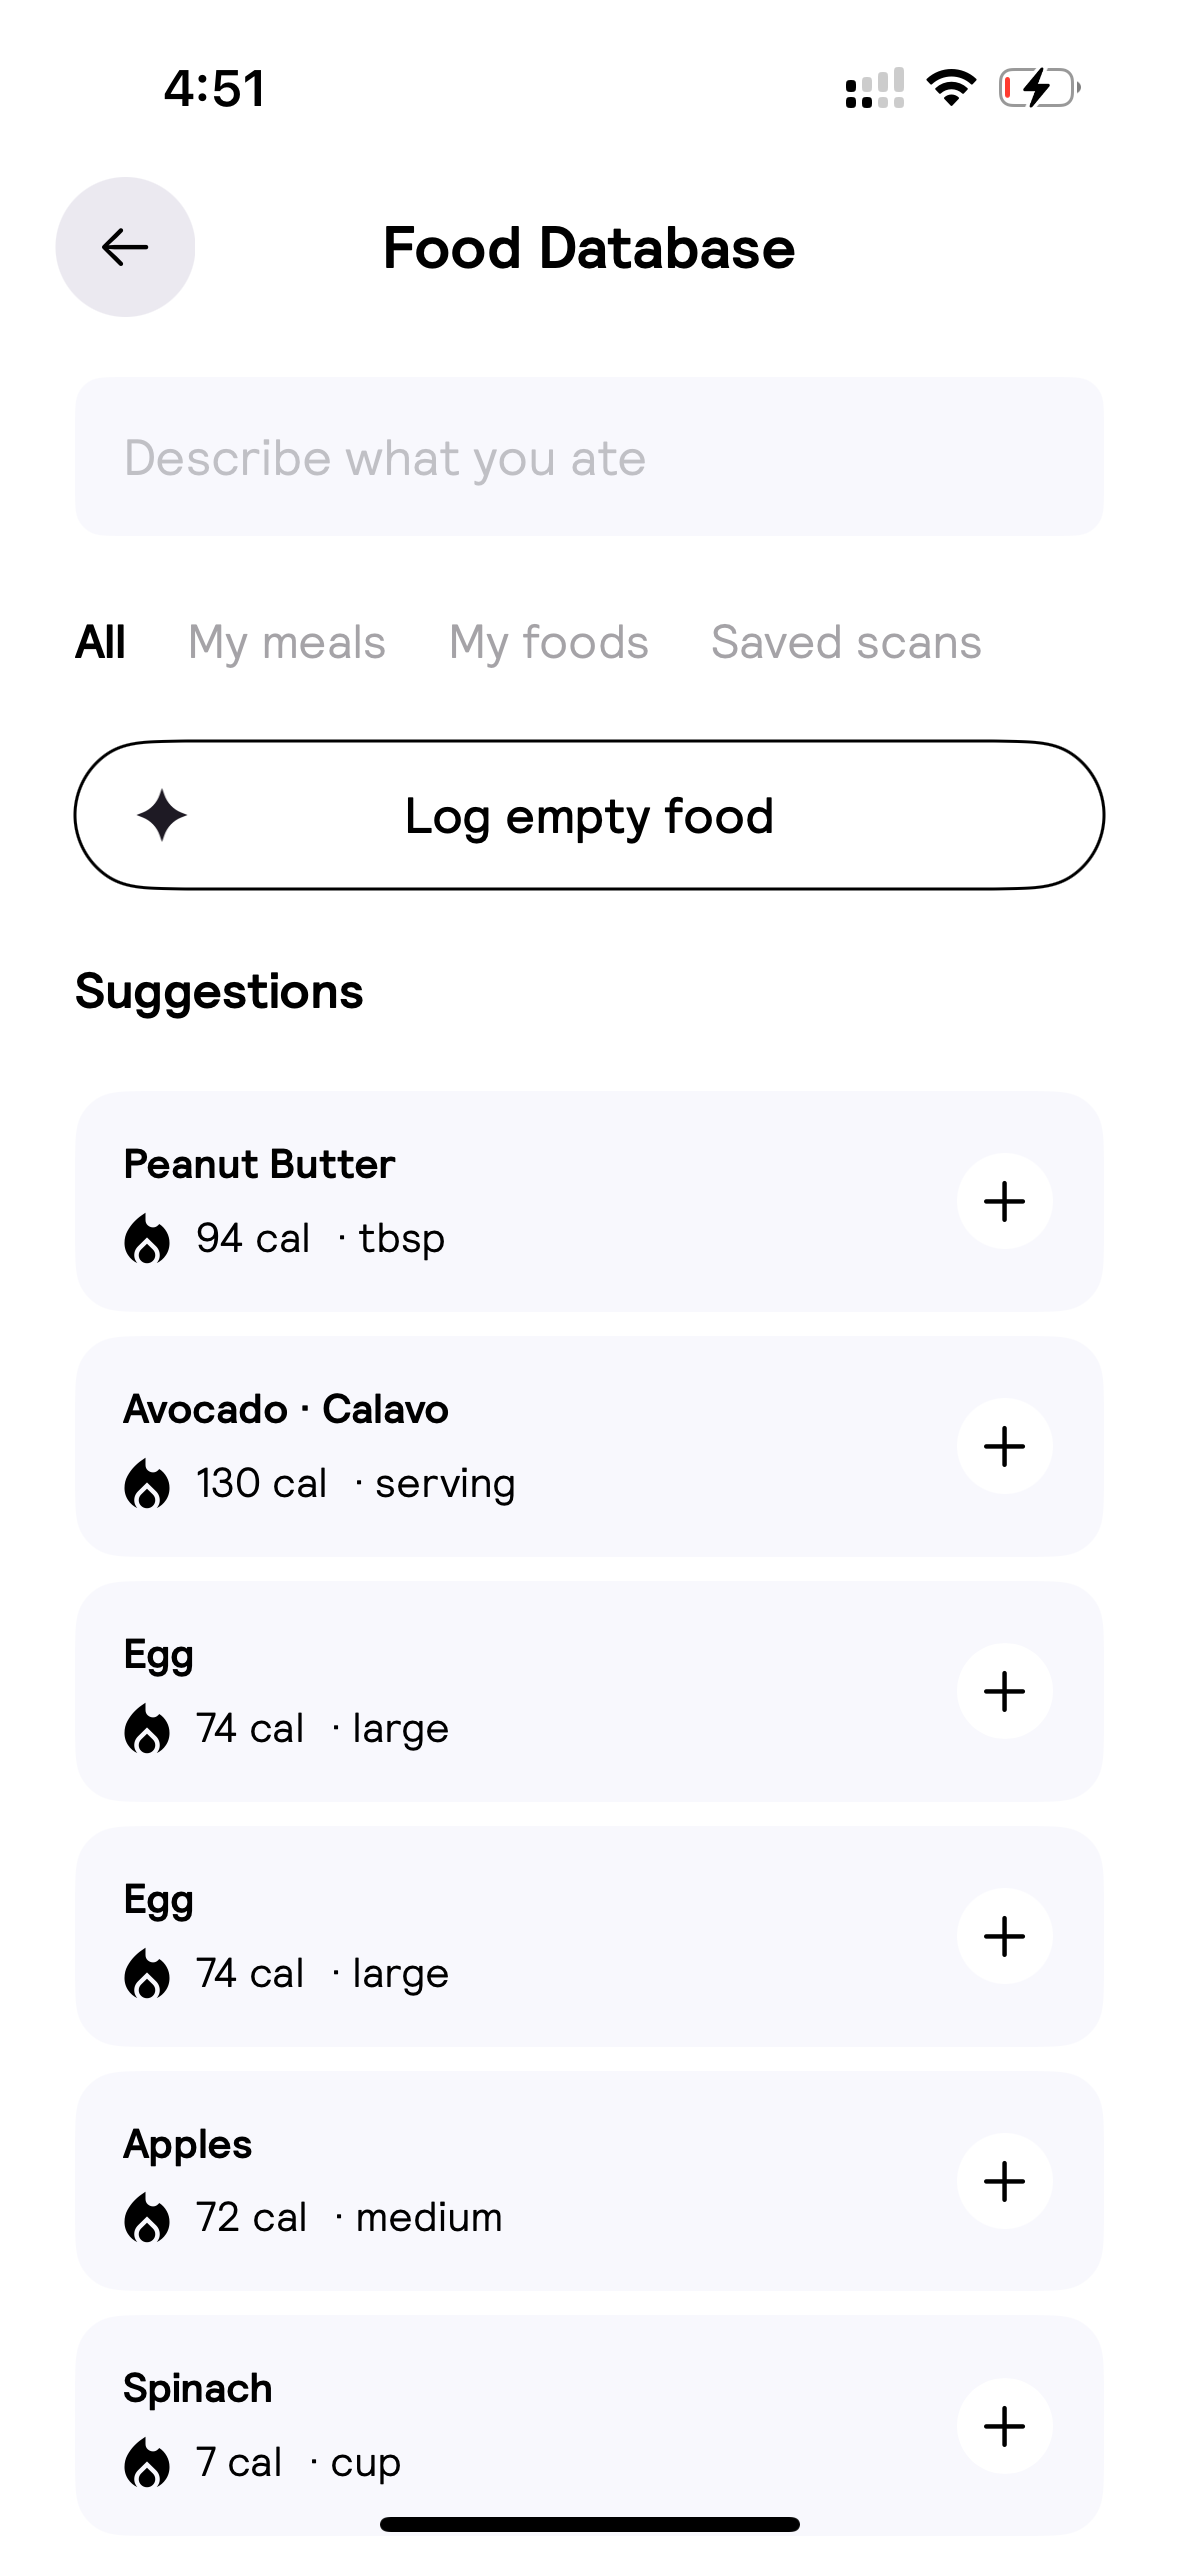 4:51
Food Database
Describe what you ate
All My meals My foods Saved scans
Log empty food
Suggestions
Peanut Butter
94 cal · tbsp
Avocado · Calavo
130 cal · serving
Egg
74 cal · large
Egg
74 cal · large
Apples
72 cal · medium
Spinach
7 cal · cup